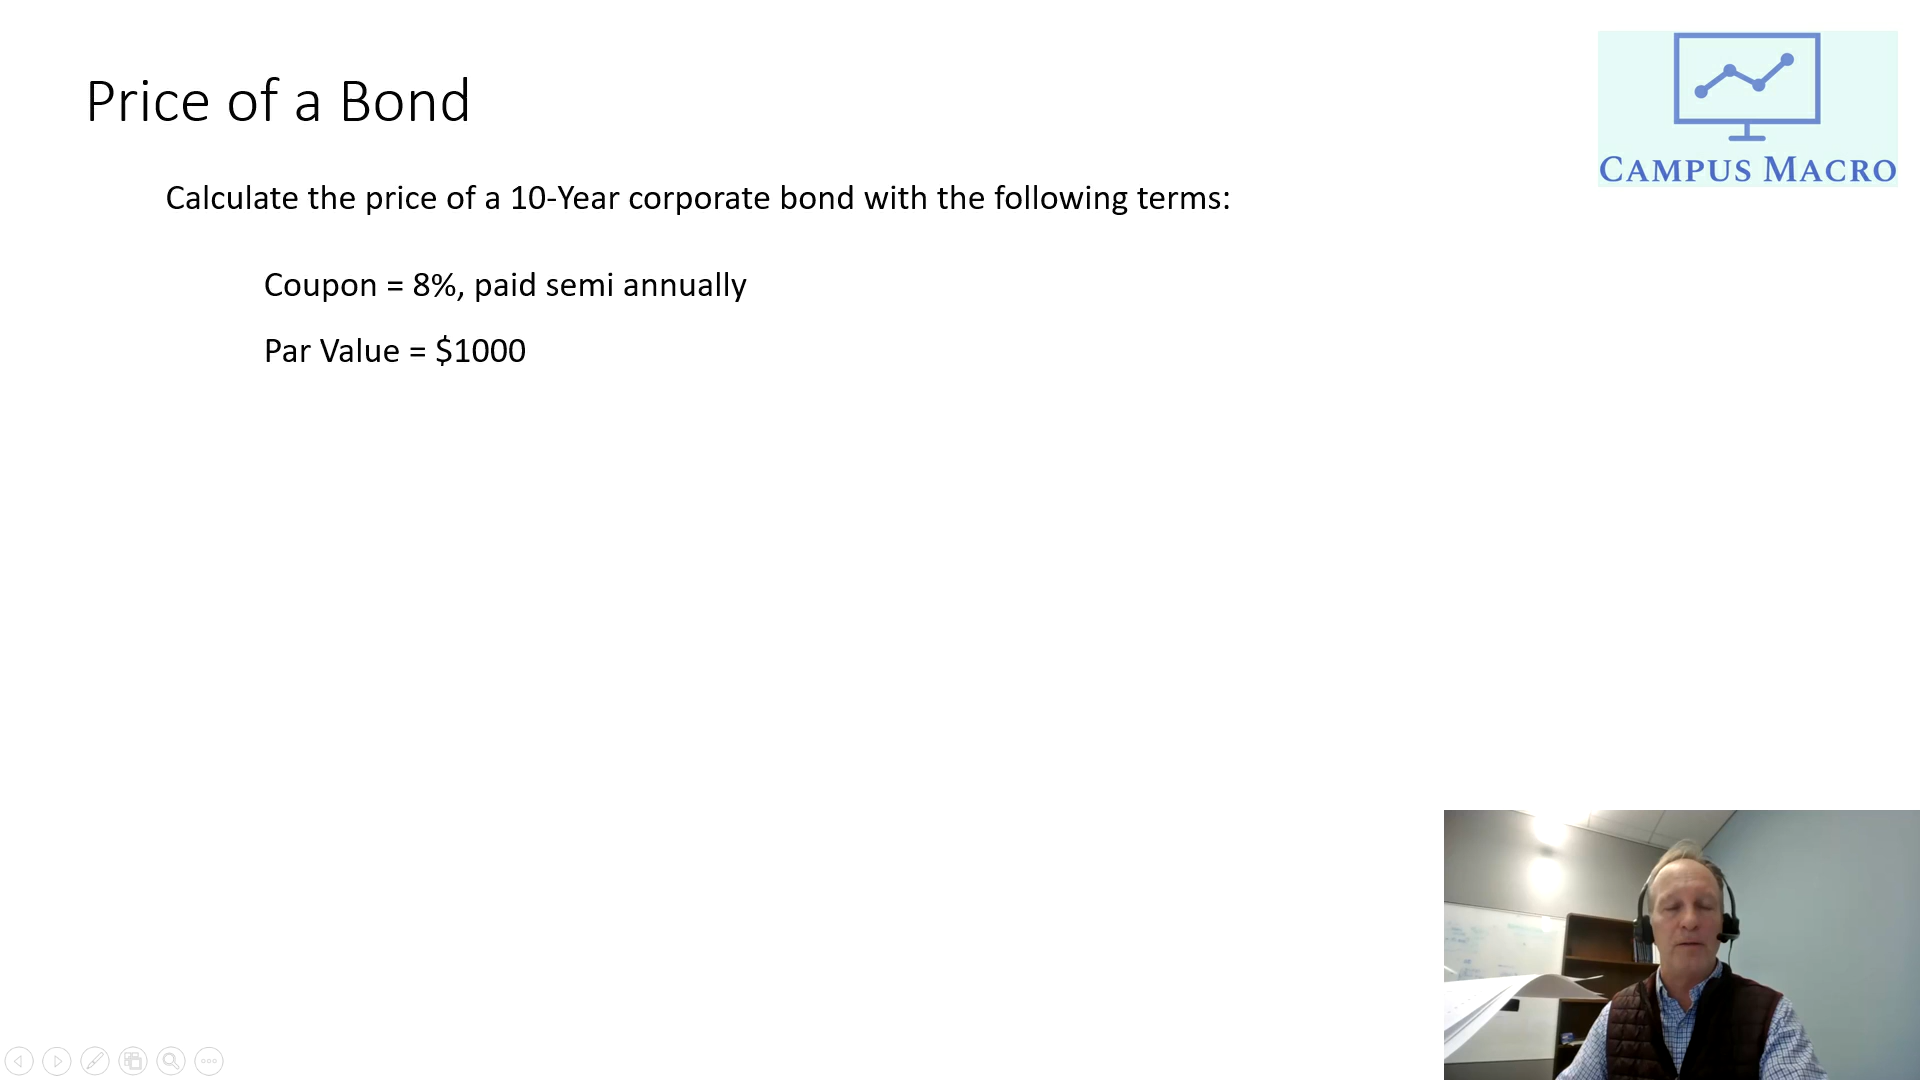 Price of a Bond
CAMPUS MACRO
Calculate the price of a 10-Year corporate bond with the following terms:
Coupon = 8%, paid semi annually
Par Value = $1000